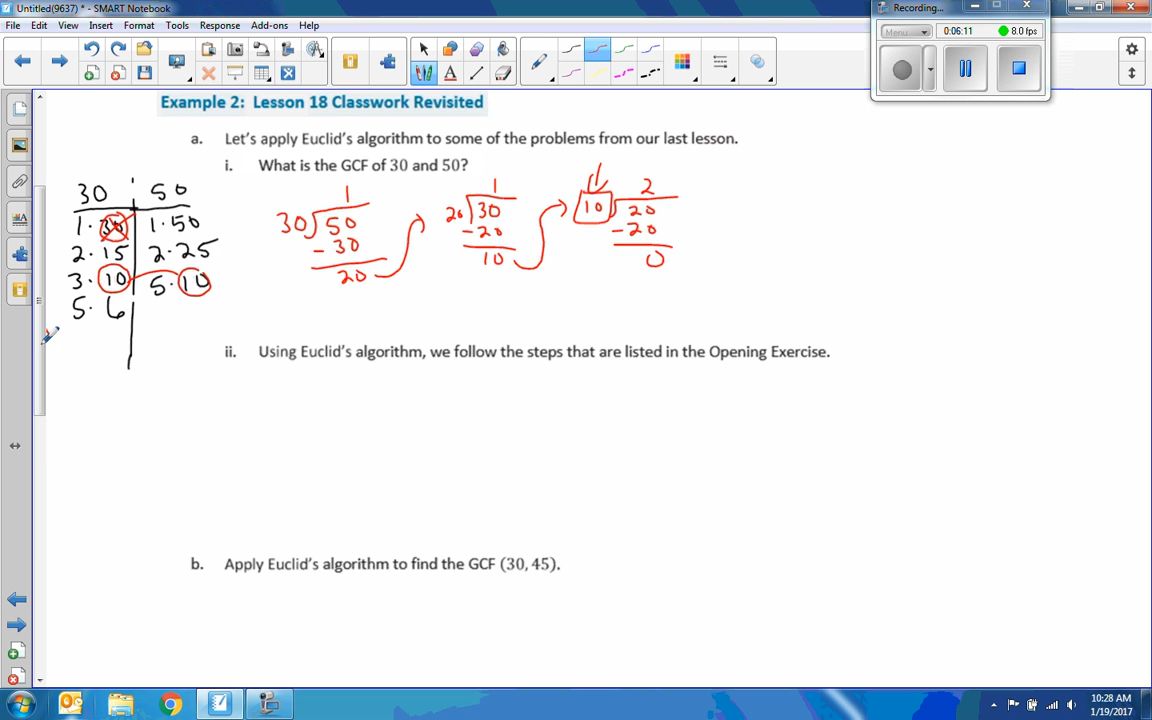 Untitled(9637) * - SMART Notebook
File Edit View Insert Format Tools Response Add-ons Help
Recording...
Menu 0:06:11 8.0 fps
Example 2: Lesson 18 Classwork Revisited
a. Let's apply Euclid's algorithm to some of the problems from our last lesson.
i. What is the GCF of 30 and 50?
30 50
1·30 1·50
2·15 2·25
3·10 5·10
5·6
1
30 50
-30
20
1
20 30
-20
10
2
10 20
-20
0
ii. Using Euclid's algorithm, we follow the steps that are listed in the Opening Exercise.
b. Apply Euclid's algorithm to find the GCF (30, 45).
10:28 AM
1/19/2017